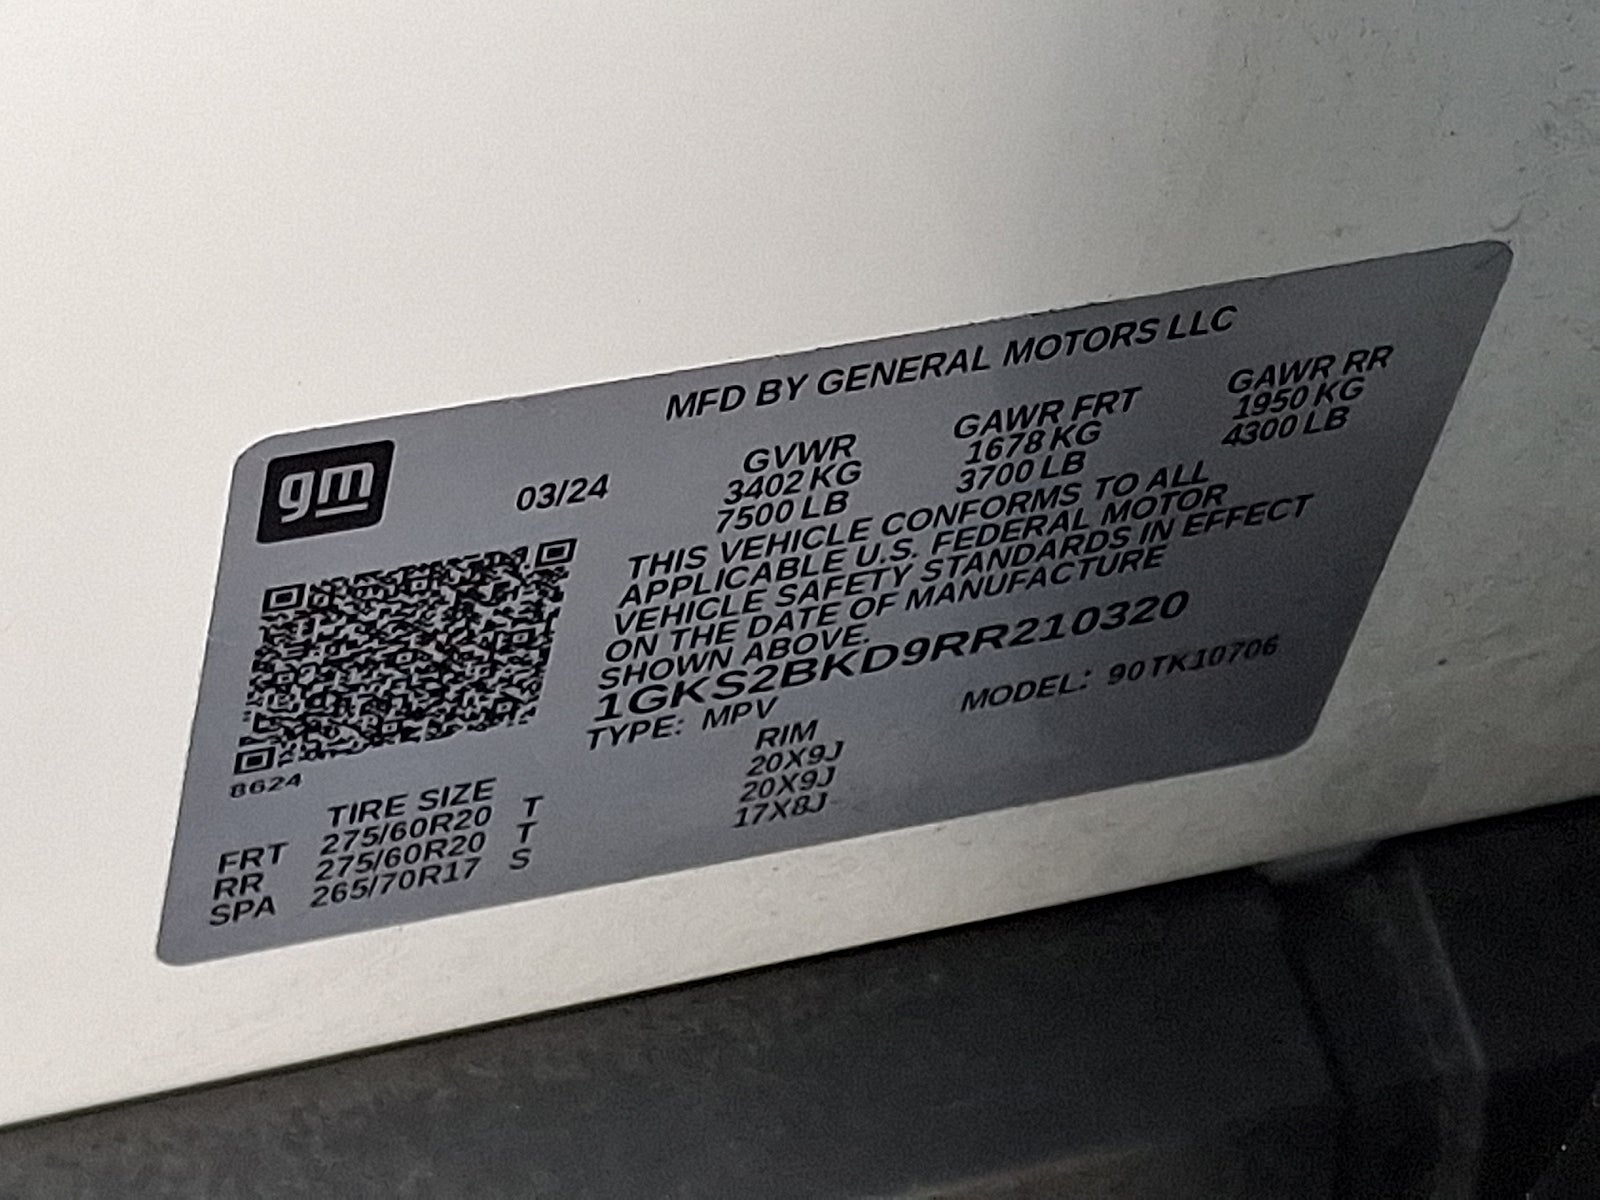 gm
MFD BY GENERAL MOTORS LLC
03/24
GVWR GAWR FRT GAWR RR
3402 KG 1678 KG 1950 KG
7500 LB 3700 LB 4300 LB
THIS VEHICLE CONFORMS TO ALL
APPLICABLE U.S. FEDERAL MOTOR
VEHICLE SAFETY STANDARDS IN EFFECT
ON THE DATE OF MANUFACTURE
SHOWN ABOVE.
1GKS2BKD9RR210320
TYPE: MPV MODEL: 90TK10706
8624
TIRE SIZE RIM
FRT 275/60R20 T 20X9J
RR 275/60R20 T 20X9J
SPA 265/70R17 S 17X8J